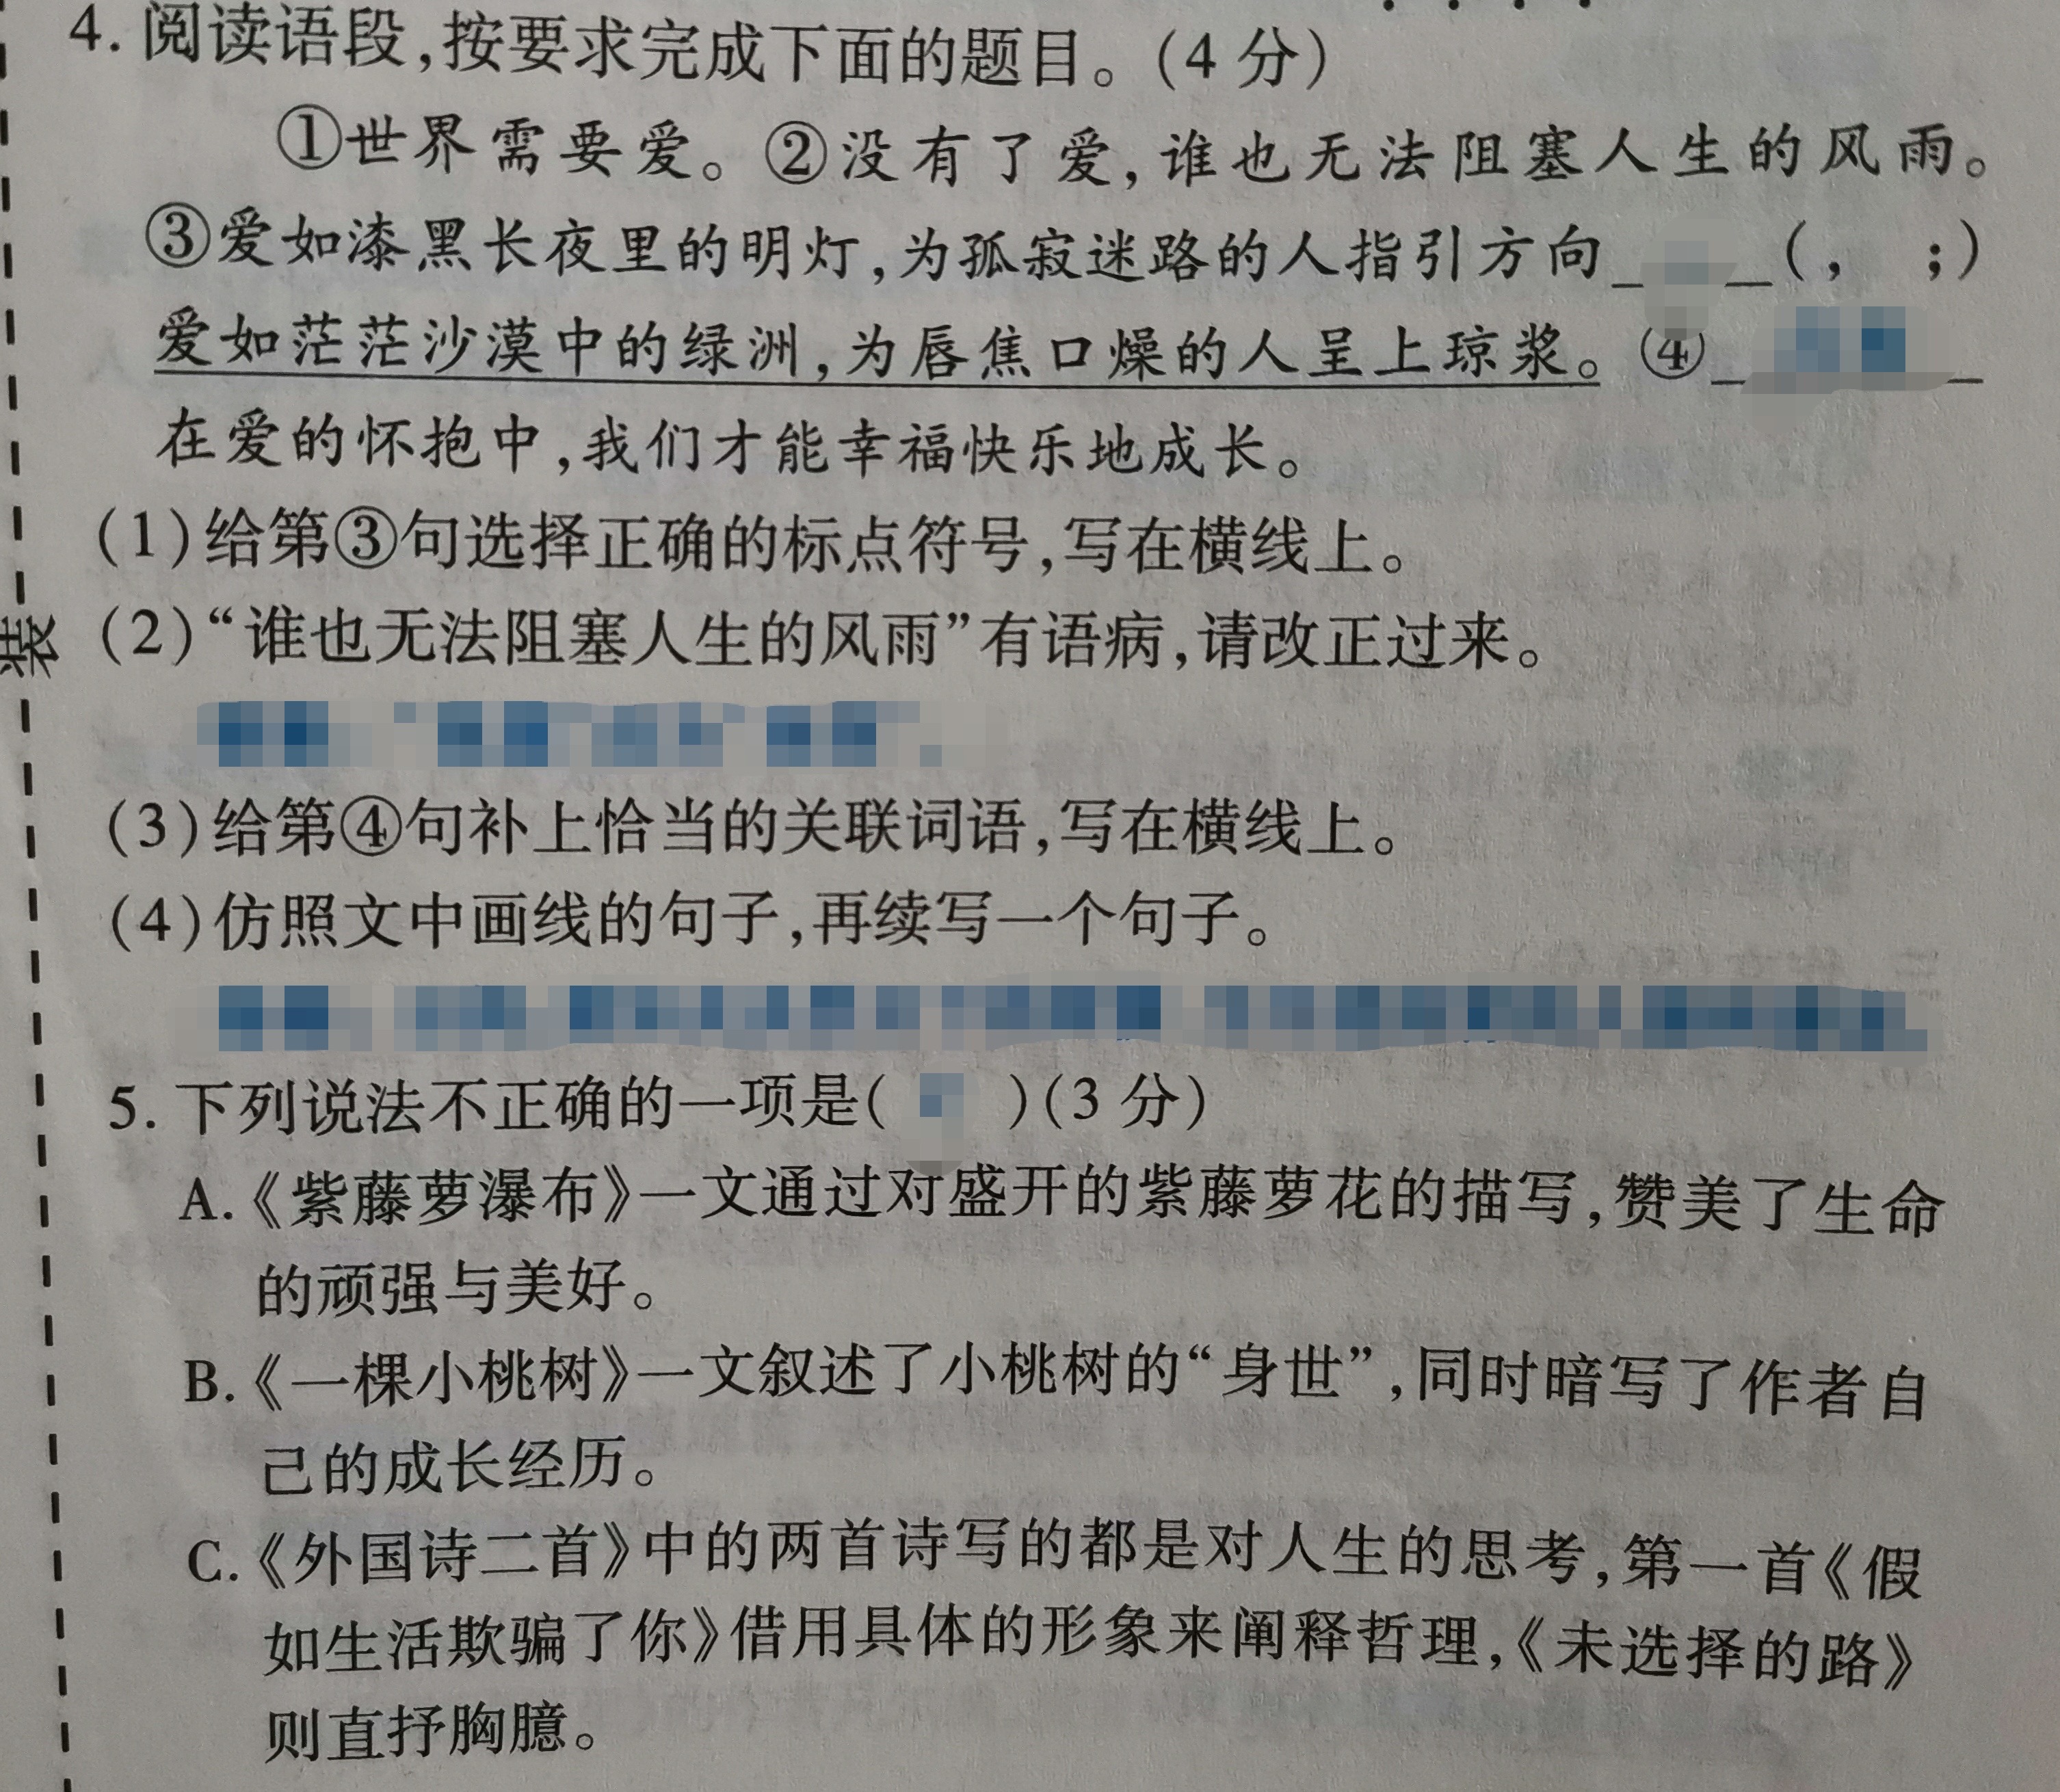 4. 阅读语段,按要求完成下面的题目。(4 分)
①世界需要爱。②没有了爱,谁也无法阻塞人生的风雨。
③爱如漆黑长夜里的明灯,为孤寂迷路的人指引方向____(, ;)
爱如茫茫沙漠中的绿洲,为唇焦口燥的人呈上琼浆。④____
在爱的怀抱中,我们才能幸福快乐地成长。
(1)给第③句选择正确的标点符号,写在横线上。
装
(2)“谁也无法阻塞人生的风雨”有语病,请改正过来。
(3)给第④句补上恰当的关联词语,写在横线上。
(4)仿照文中画线的句子,再续写一个句子。
5. 下列说法不正确的一项是( )(3 分)
A.《紫藤萝瀑布》一文通过对盛开的紫藤萝花的描写,赞美了生命
的顽强与美好。
B.《一棵小桃树》一文叙述了小桃树的“身世”,同时暗写了作者自
己的成长经历。
C.《外国诗二首》中的两首诗写的都是对人生的思考,第一首《假
如生活欺骗了你》借用具体的形象来阐释哲理,《未选择的路》
则直抒胸臆。